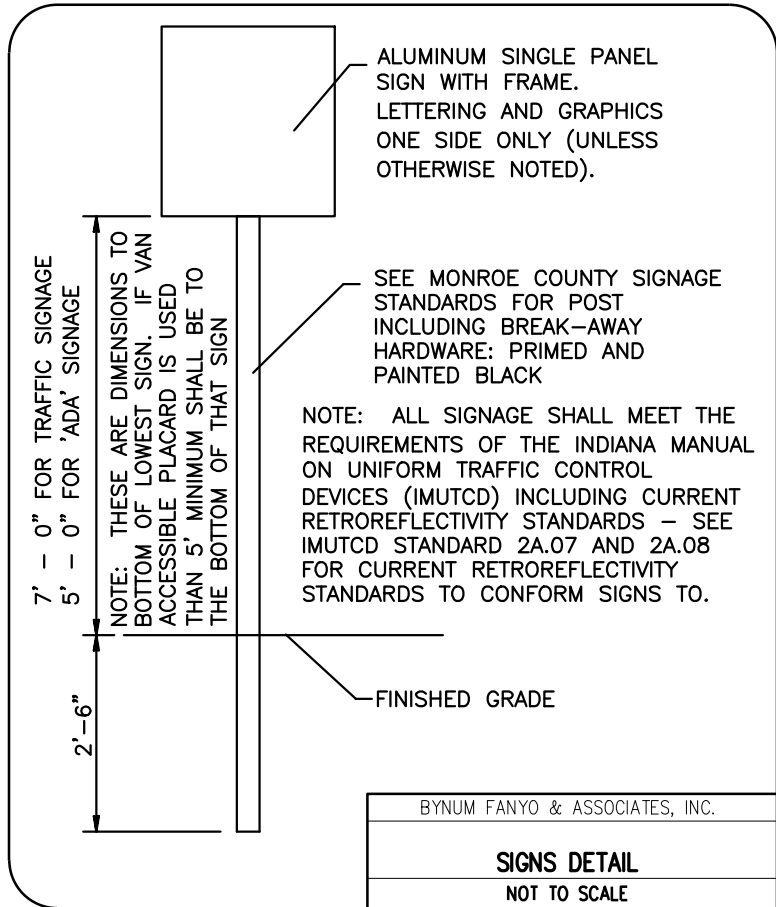 ALUMINUM SINGLE PANEL
SIGN WITH FRAME.
LETTERING AND GRAPHICS
ONE SIDE ONLY (UNLESS
OTHERWISE NOTED).
7' – 0" FOR TRAFFIC SIGNAGE
5' – 0" FOR 'ADA' SIGNAGE
NOTE: THESE ARE DIMENSIONS TO
BOTTOM OF LOWEST SIGN. IF VAN
ACCESSIBLE PLACARD IS USED
THAN 5' MINIMUM SHALL BE TO
THE BOTTOM OF THAT SIGN
SEE MONROE COUNTY SIGNAGE
STANDARDS FOR POST
INCLUDING BREAK–AWAY
HARDWARE: PRIMED AND
PAINTED BLACK
NOTE: ALL SIGNAGE SHALL MEET THE
REQUIREMENTS OF THE INDIANA MANUAL
ON UNIFORM TRAFFIC CONTROL
DEVICES (IMUTCD) INCLUDING CURRENT
RETROREFLECTIVITY STANDARDS – SEE
IMUTCD STANDARD 2A.07 AND 2A.08
FOR CURRENT RETROREFLECTIVITY
STANDARDS TO CONFORM SIGNS TO.
2'–6"
FINISHED GRADE
BYNUM FANYO & ASSOCIATES, INC.
SIGNS DETAIL
NOT TO SCALE